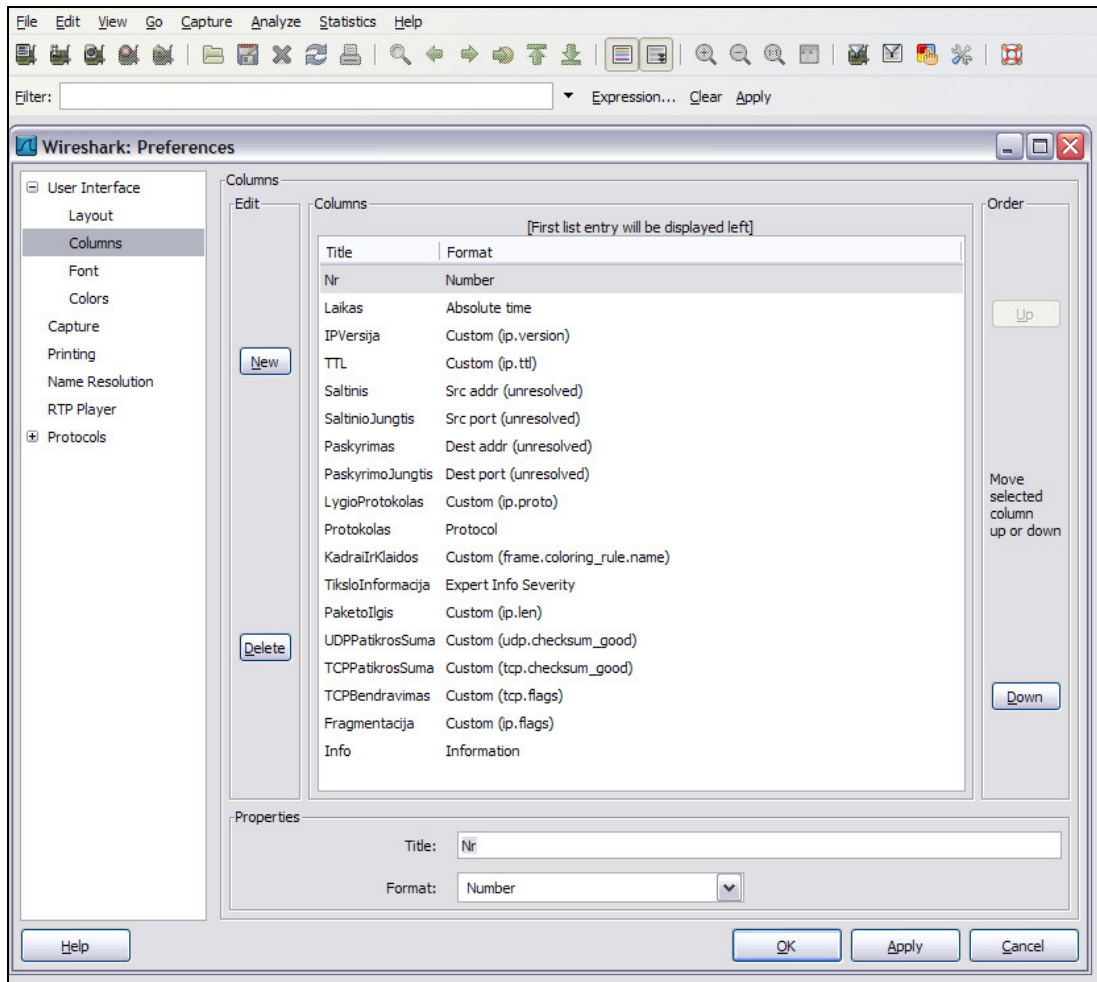 File Edit View Go Capture Analyze Statistics Help
Filter: Expression... Clear Apply
Wireshark: Preferences
User Interface
Layout
Columns
Font
Colors
Capture
Printing
Name Resolution
RTP Player
Protocols
Columns
Edit
New
Delete
Columns
[First list entry will be displayed left]
Title Format
Nr Number
Laikas Absolute time
IPVersija Custom (ip.version)
TTL Custom (ip.ttl)
Saltinis Src addr (unresolved)
SaltinioJungtis Src port (unresolved)
Paskyrimas Dest addr (unresolved)
PaskyrimoJungtis Dest port (unresolved)
LygioProtokolas Custom (ip.proto)
Protokolas Protocol
KadraiIrKlaidos Custom (frame.coloring_rule.name)
TiksloInformacija Expert Info Severity
PaketoIlgis Custom (ip.len)
UDPPatikrosSuma Custom (udp.checksum_good)
TCPPatikrosSuma Custom (tcp.checksum_good)
TCPBendravimas Custom (tcp.flags)
Fragmentacija Custom (ip.flags)
Info Information
Order
Up
Move
selected
column
up or down
Down
Properties
Title: Nr
Format: Number
Help OK Apply Cancel